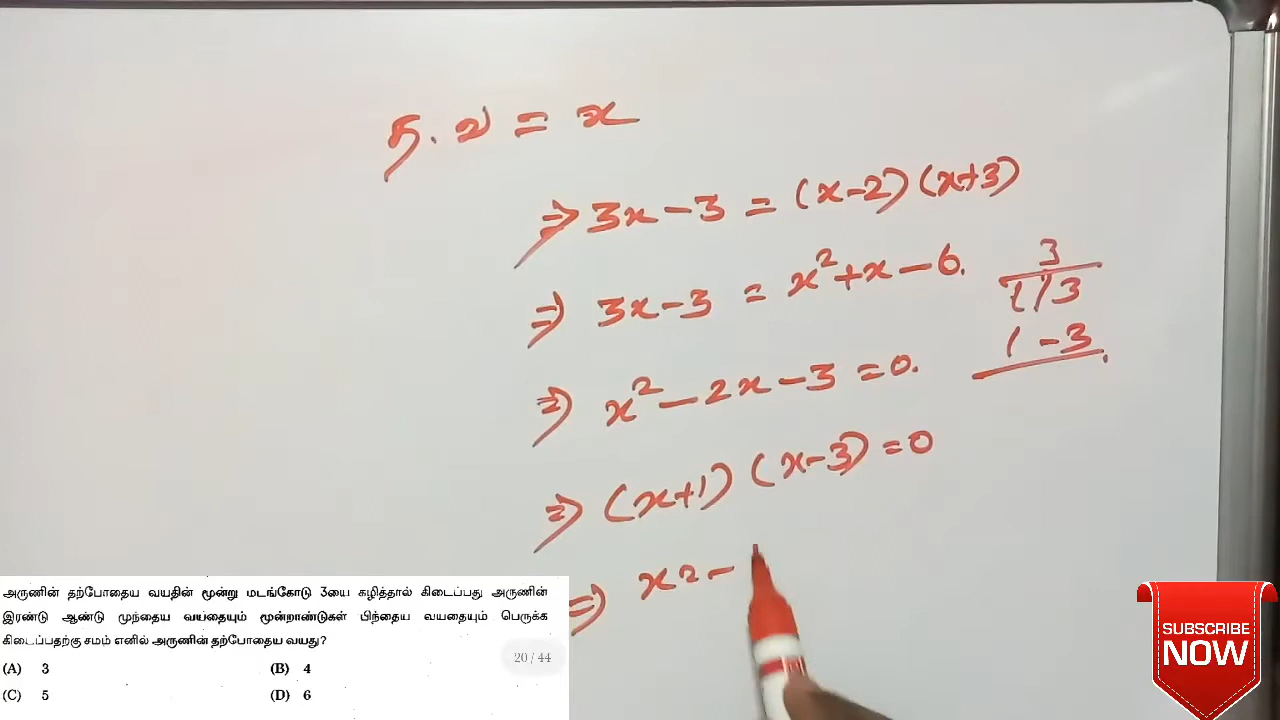 நி.வ = x
⇒ 3x - 3 = (x-2) (x+3)
⇒ 3x - 3 = x² + x - 6.
3
1/3
1 -3
⇒ x² - 2x - 3 = 0.
⇒ (x+1) (x-3) = 0
⇒ x = -
அருணின் தற்போதைய வயதின் மூன்று மடங்கோடு 3யை கழித்தால் கிடைப்பது அருணின்
இரண்டு ஆண்டு முந்தைய வயதையும் மூன்றாண்டுகள் பிந்தைய வயதையும் பெருக்க
கிடைப்பதற்கு சமம் எனில் அருணின் தற்போதைய வயது?
20 / 44
(A) 3 (B) 4
(C) 5 (D) 6
SUBSCRIBE
NOW